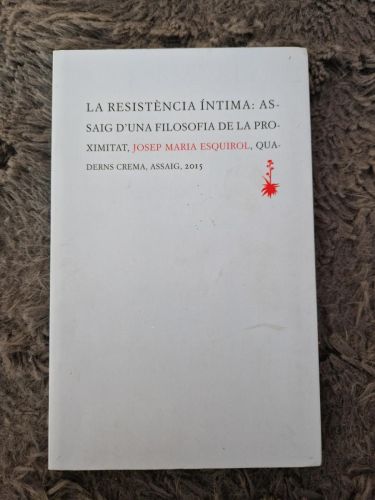 LA RESISTÈNCIA ÍNTIMA: AS-
SAIG D'UNA FILOSOFIA DE LA PRO-
XIMITAT, JOSEP MARIA ESQUIROL, QUA-
DERNS CREMA, ASSAIG, 2015